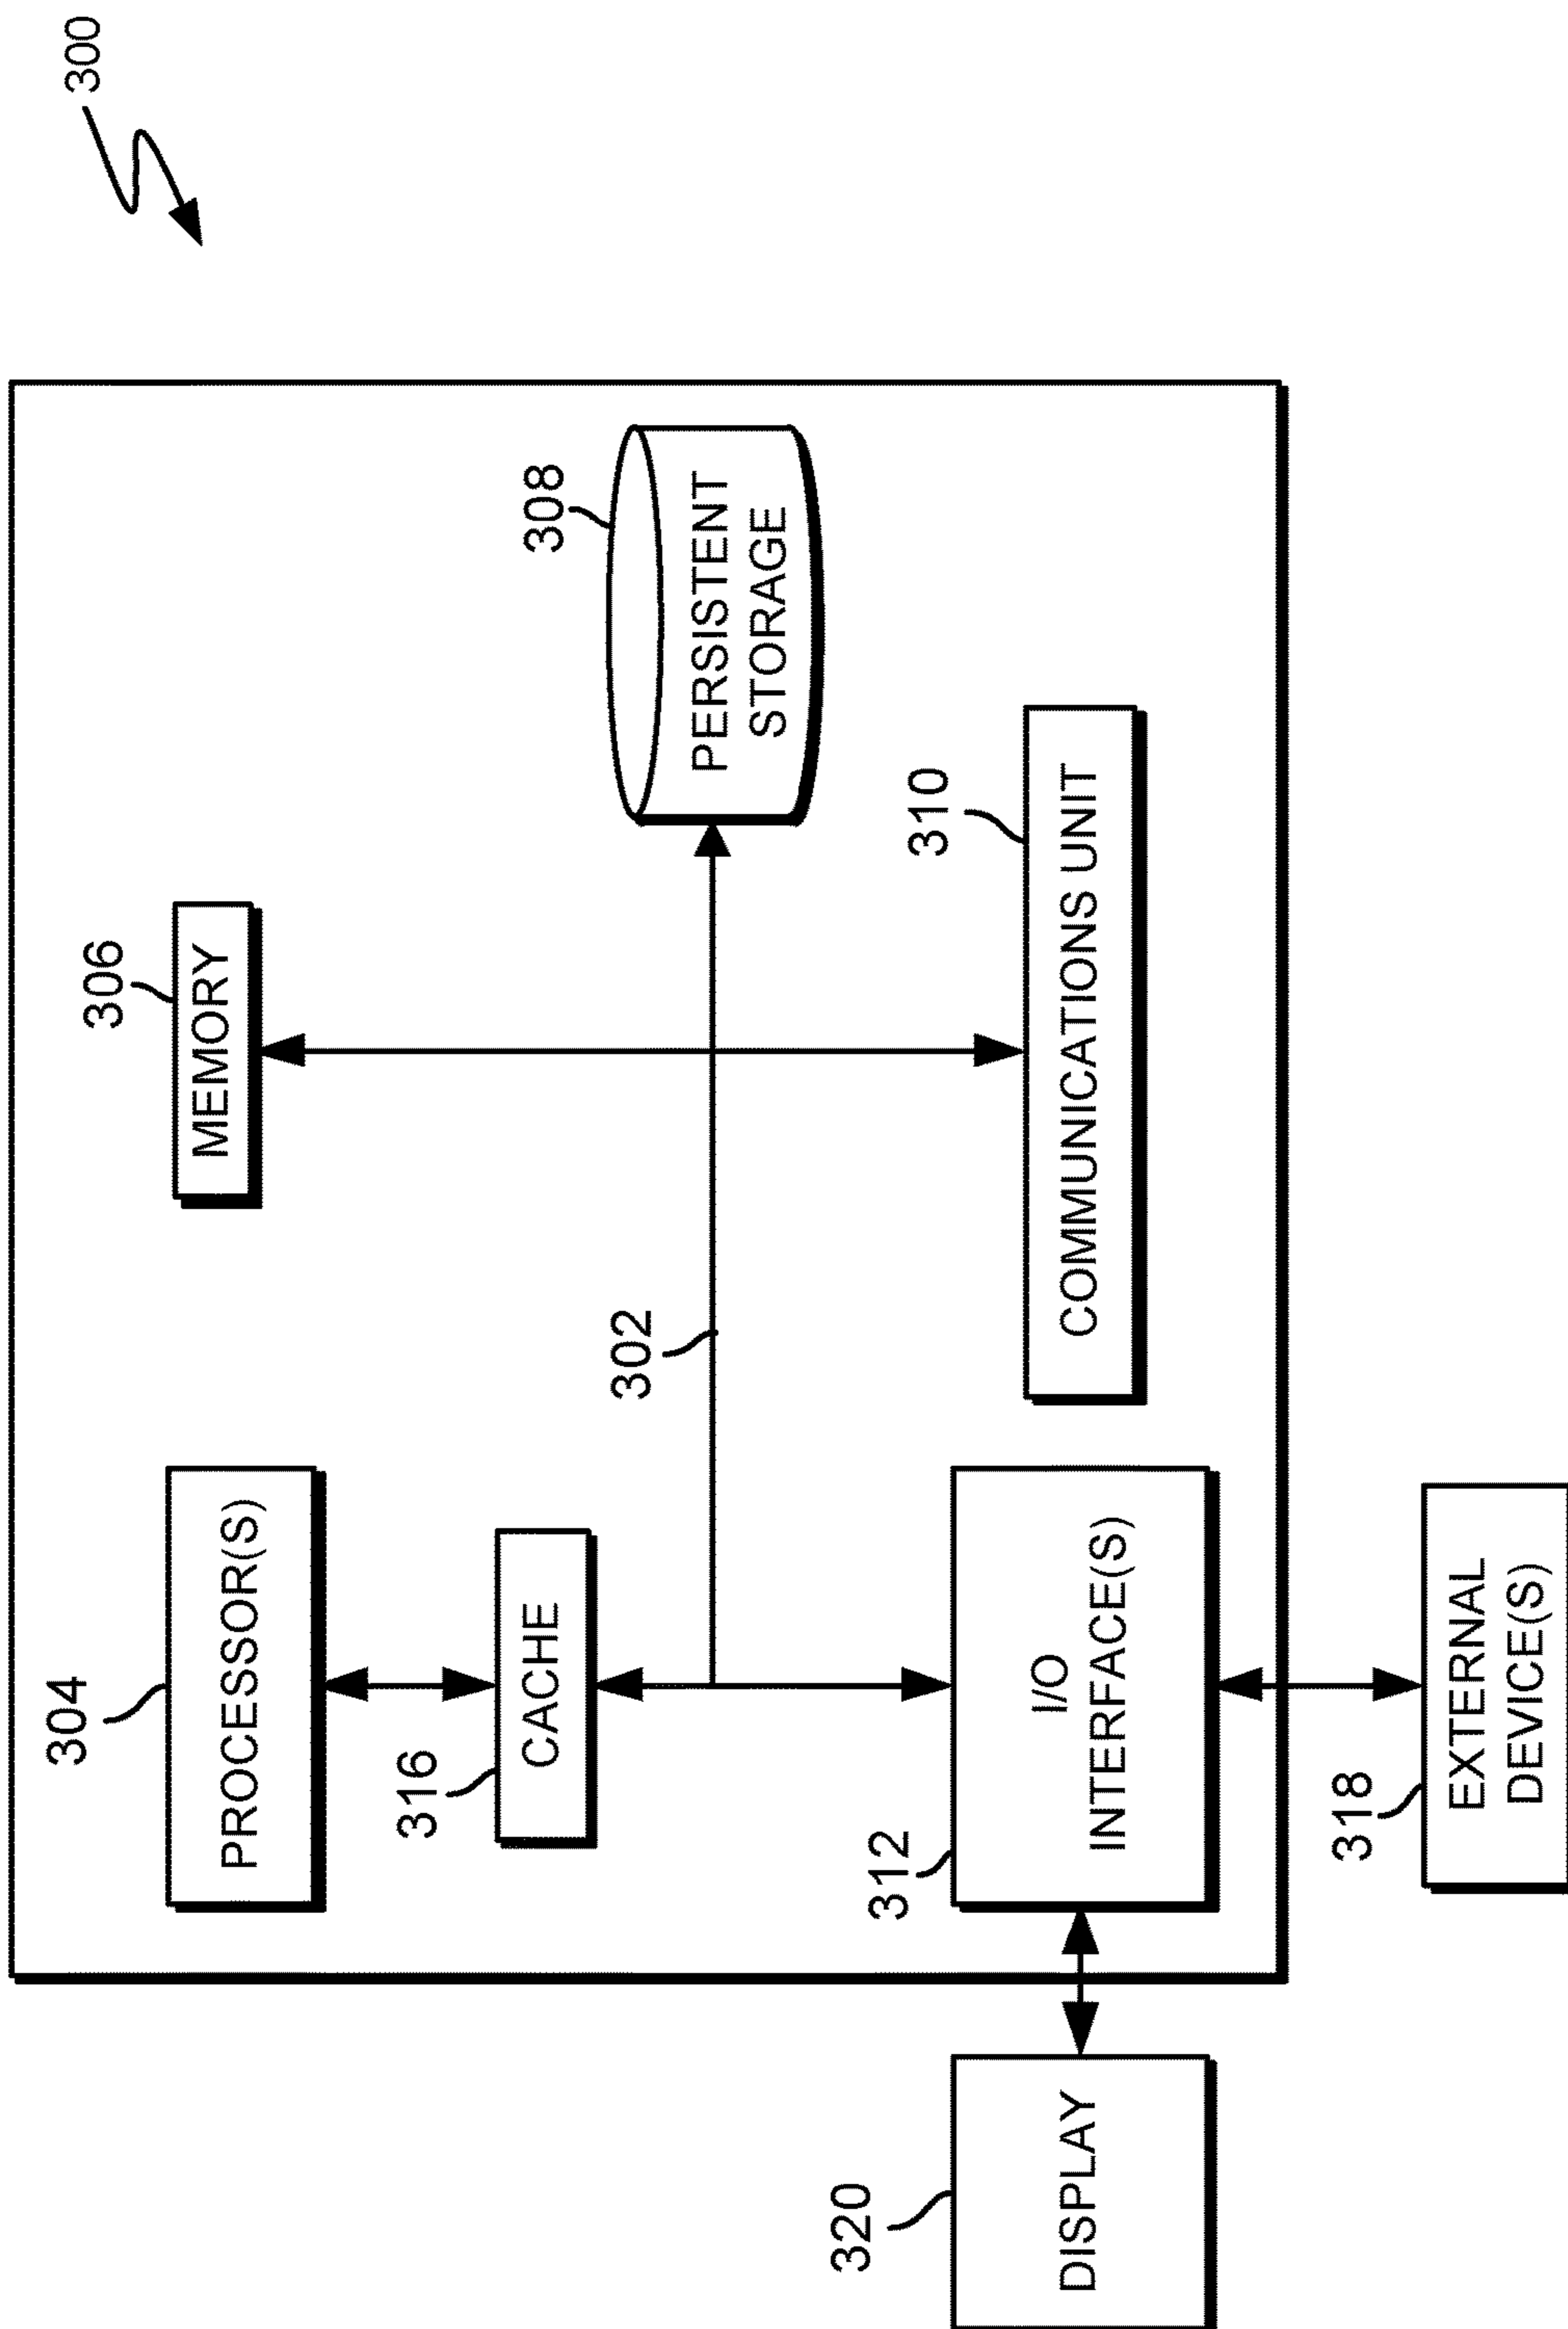 300
304
PROCESSOR(S)
306
MEMORY
316
CACHE
308
PERSISTENT
STORAGE
302
310
COMMUNICATIONS UNIT
312
I/O
INTERFACE(S)
320
DISPLAY
318
EXTERNAL
DEVICE(S)